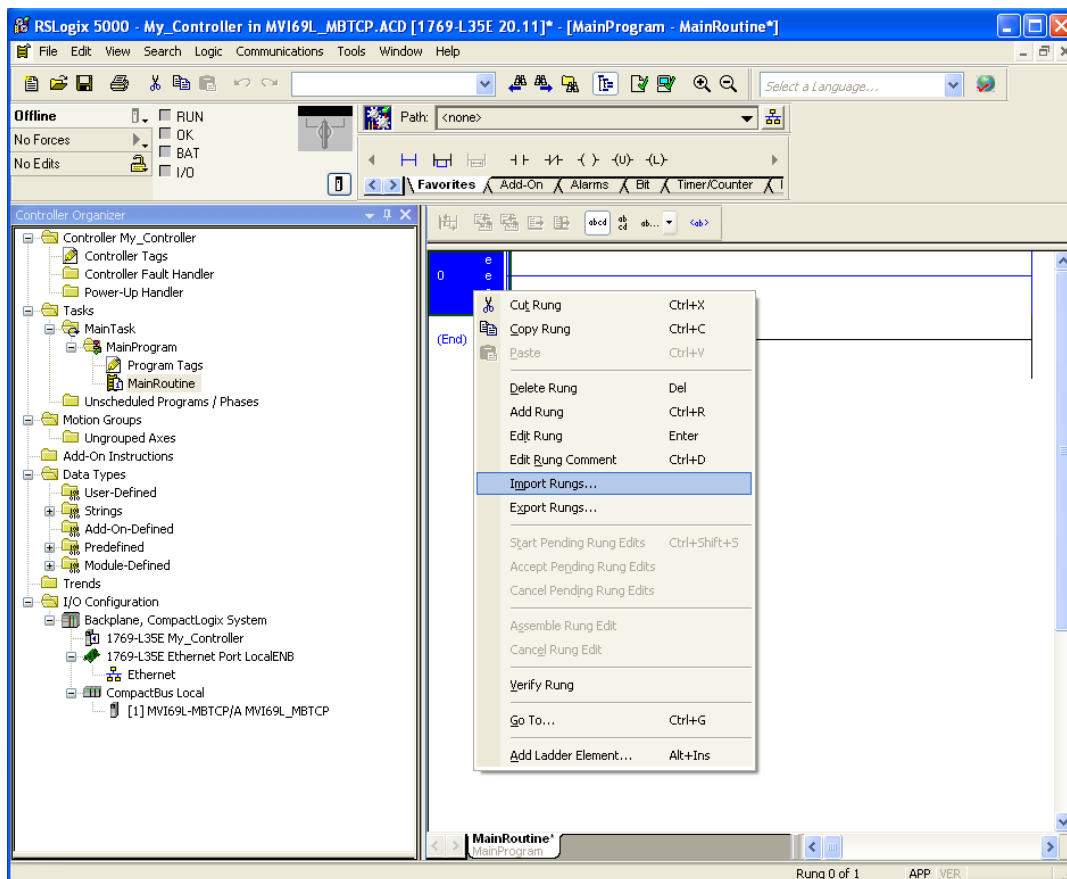 RSLogix 5000 - My_Controller in MVI69L_MBTCP.ACD [1769-L35E 20.11]* - [MainProgram - MainRoutine*]
File Edit View Search Logic Communications Tools Window Help
Select a Language...
Offline
RUN
Path: <none>
No Forces
OK
BAT
No Edits
I/O
Favorites Add-On Alarms Bit Timer/Counter
Controller Organizer
Controller My_Controller
Controller Tags
Controller Fault Handler
Power-Up Handler
Tasks
MainTask
MainProgram
Program Tags
MainRoutine
Unscheduled Programs / Phases
Motion Groups
Ungrouped Axes
Add-On Instructions
Data Types
User-Defined
Strings
Add-On-Defined
Predefined
Module-Defined
Trends
I/O Configuration
Backplane, CompactLogix System
1769-L35E My_Controller
1769-L35E Ethernet Port LocalENB
Ethernet
CompactBus Local
[1] MVI69L-MBTCP/A MVI69L_MBTCP
abcd ab cd ab... <ab>
e
0 e
(End)
Cut Rung Ctrl+X
Copy Rung Ctrl+C
Paste Ctrl+V
Delete Rung Del
Add Rung Ctrl+R
Edit Rung Enter
Edit Rung Comment Ctrl+D
Import Rungs...
Export Rungs...
Start Pending Rung Edits Ctrl+Shift+S
Accept Pending Rung Edits
Cancel Pending Rung Edits
Assemble Rung Edit
Cancel Rung Edit
Verify Rung
Go To... Ctrl+G
Add Ladder Element... Alt+Ins
MainRoutine*
MainProgram
Rung 0 of 1 APP VER